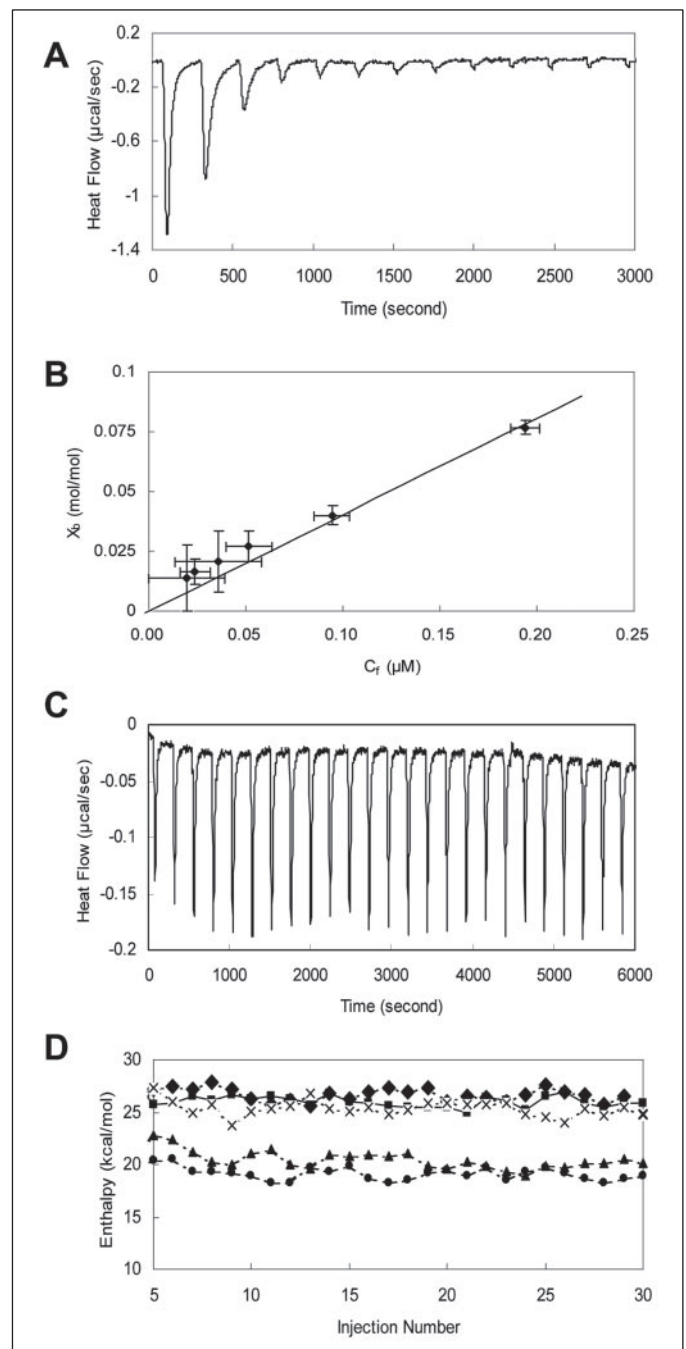 A
0.2
-0.2
-0.6
-1
-1.4
Heat Flow (µcal/sec)
0 500 1000 1500 2000 2500 3000
Time (second)
B
0.1
0.075
0.05
0.025
0
X_b (mol/mol)
0.00 0.05 0.10 0.15 0.20 0.25
C_f (µM)
C
0
-0.05
-0.1
-0.15
-0.2
Heat Flow (µcal/sec)
0 1000 2000 3000 4000 5000 6000
Time (second)
D
30
25
20
15
10
Enthalpy (kcal/mol)
5 10 15 20 25 30
Injection Number